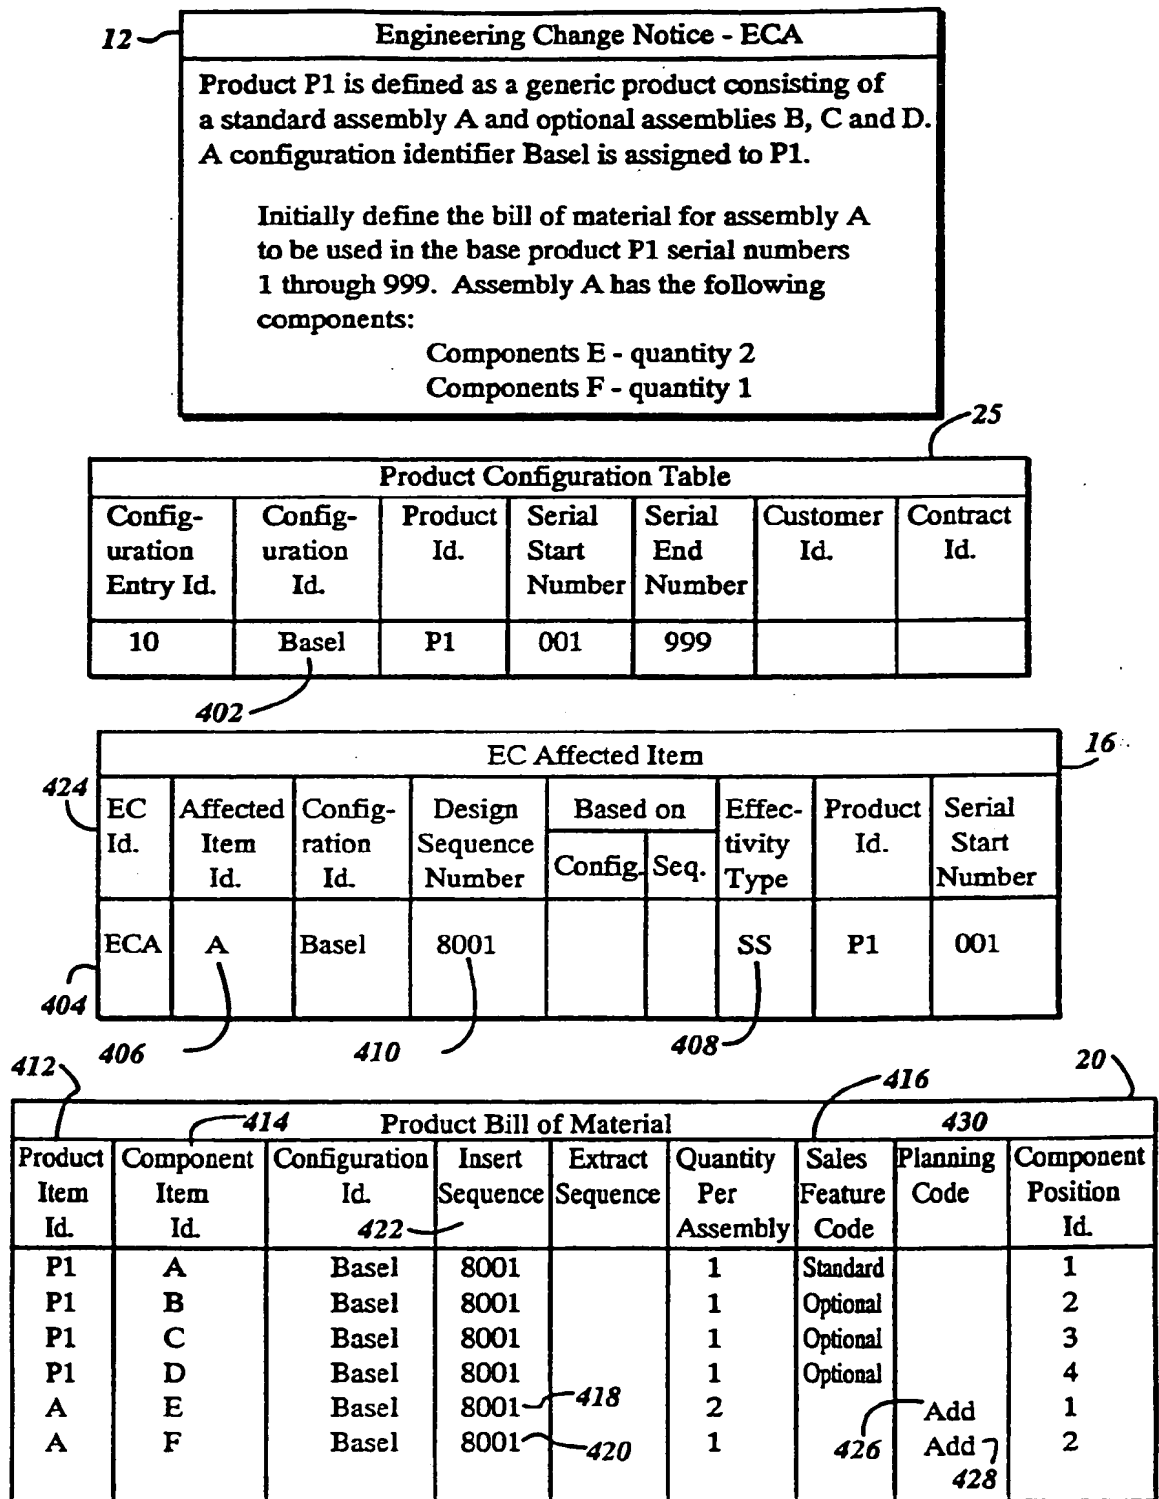 12 Engineering Change Notice - ECA
Product P1 is defined as a generic product consisting of
a standard assembly A and optional assemblies B, C and D.
A configuration identifier Basel is assigned to P1.
Initially define the bill of material for assembly A
to be used in the base product P1 serial numbers
1 through 999. Assembly A has the following
components:
Components E - quantity 2
Components F - quantity 1
25
Product Configuration Table
Config- Config- Product Serial Serial Customer Contract
uration uration Id. Start End Id. Id.
Entry Id. Id. Number Number
10 Basel P1 001 999
402
EC Affected Item 16
424
EC Affected Config- Design Based on Effec- Product Serial
Id. Item ration Sequence tivity Id. Start
Id. Id. Number Config. Seq. Type Number
ECA A Basel 8001 SS P1 001
404
406 410 408
412 416 20
414 Product Bill of Material 430
Product Component Configuration Insert Extract Quantity Sales Planning Component
Item Item Id. Sequence Sequence Per Feature Code Position
Id. Id. 422 Assembly Code Id.
P1 A Basel 8001 1 Standard 1
P1 B Basel 8001 1 Optional 2
P1 C Basel 8001 1 Optional 3
P1 D Basel 8001 1 Optional 4
A E Basel 8001 418 2 Add 1
A F Basel 8001 420 1 426 Add 2
428